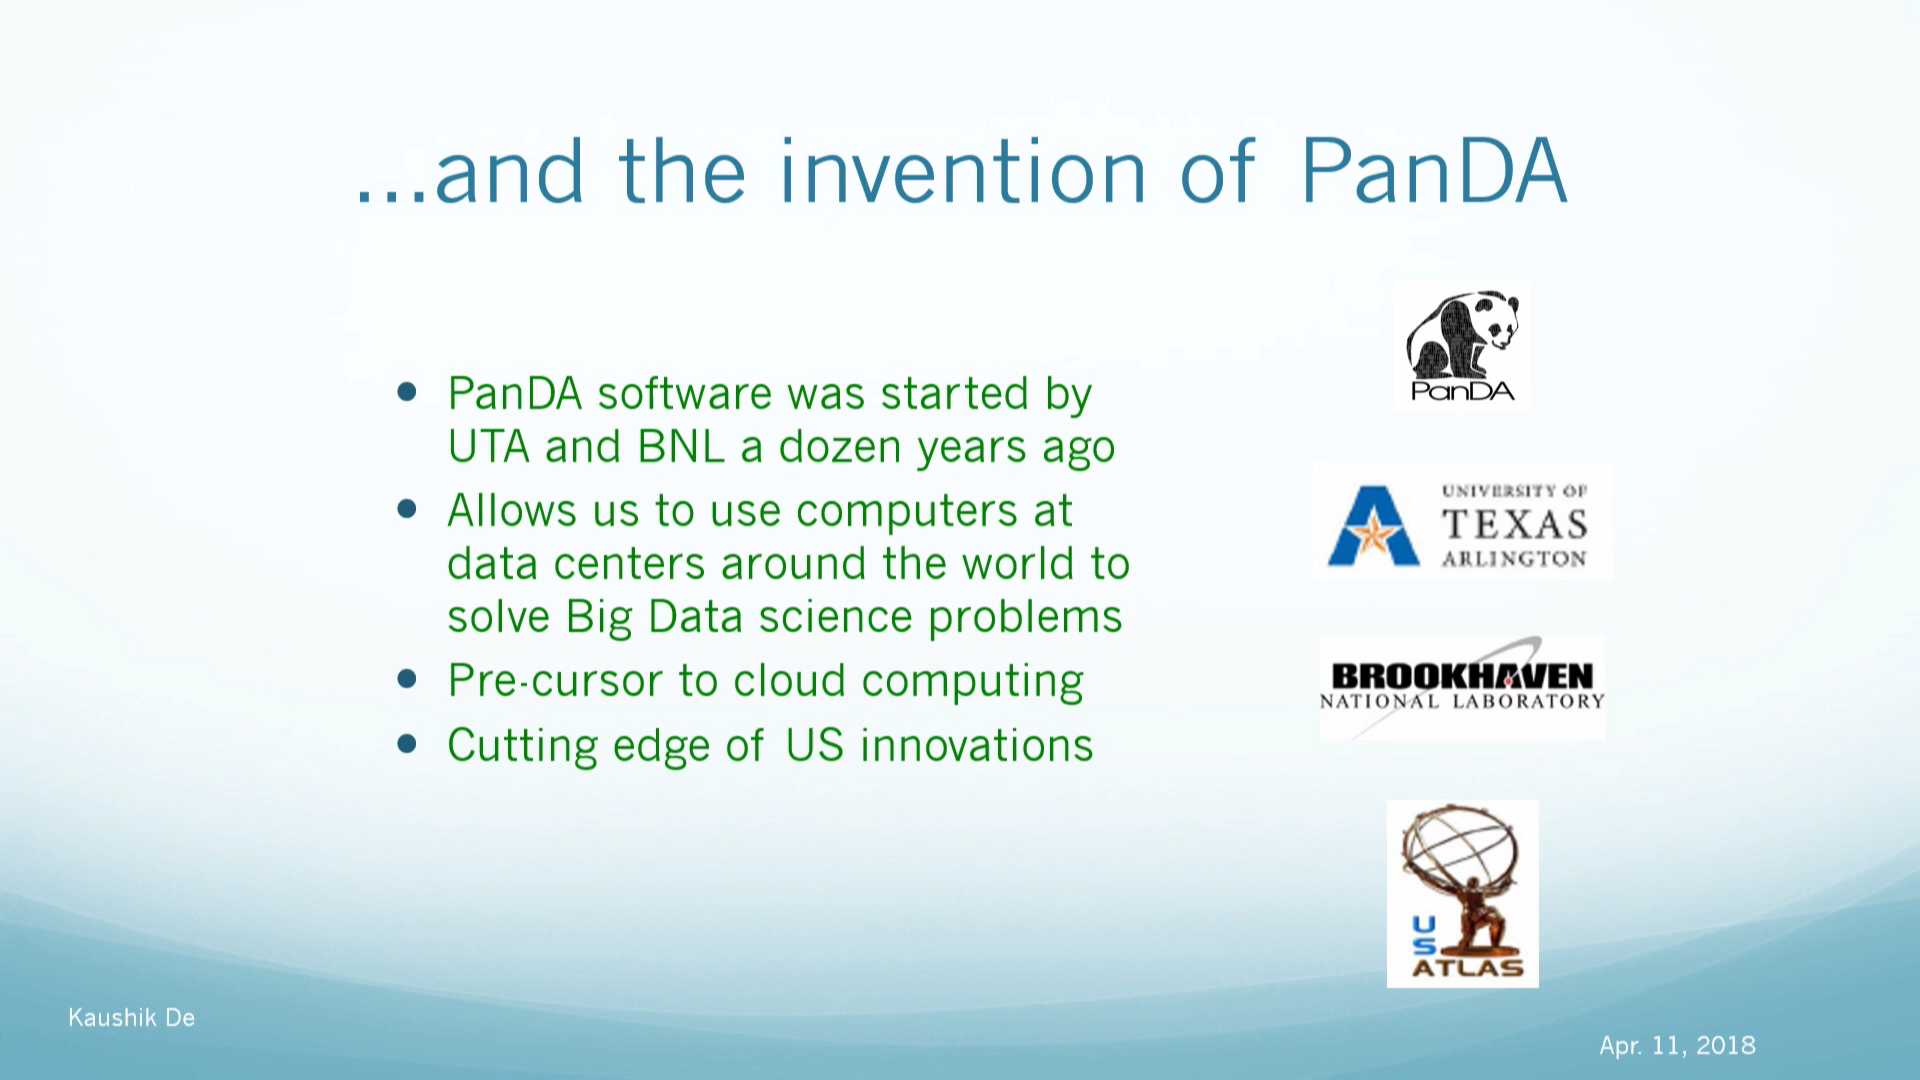 ...and the invention of PanDA
• PanDA software was started by
UTA and BNL a dozen years ago
• Allows us to use computers at
data centers around the world to
solve Big Data science problems
• Pre-cursor to cloud computing
• Cutting edge of US innovations
PanDA
UNIVERSITY OF
TEXAS
ARLINGTON
BROOKHAVEN
NATIONAL LABORATORY
US
ATLAS
Kaushik De
Apr. 11, 2018